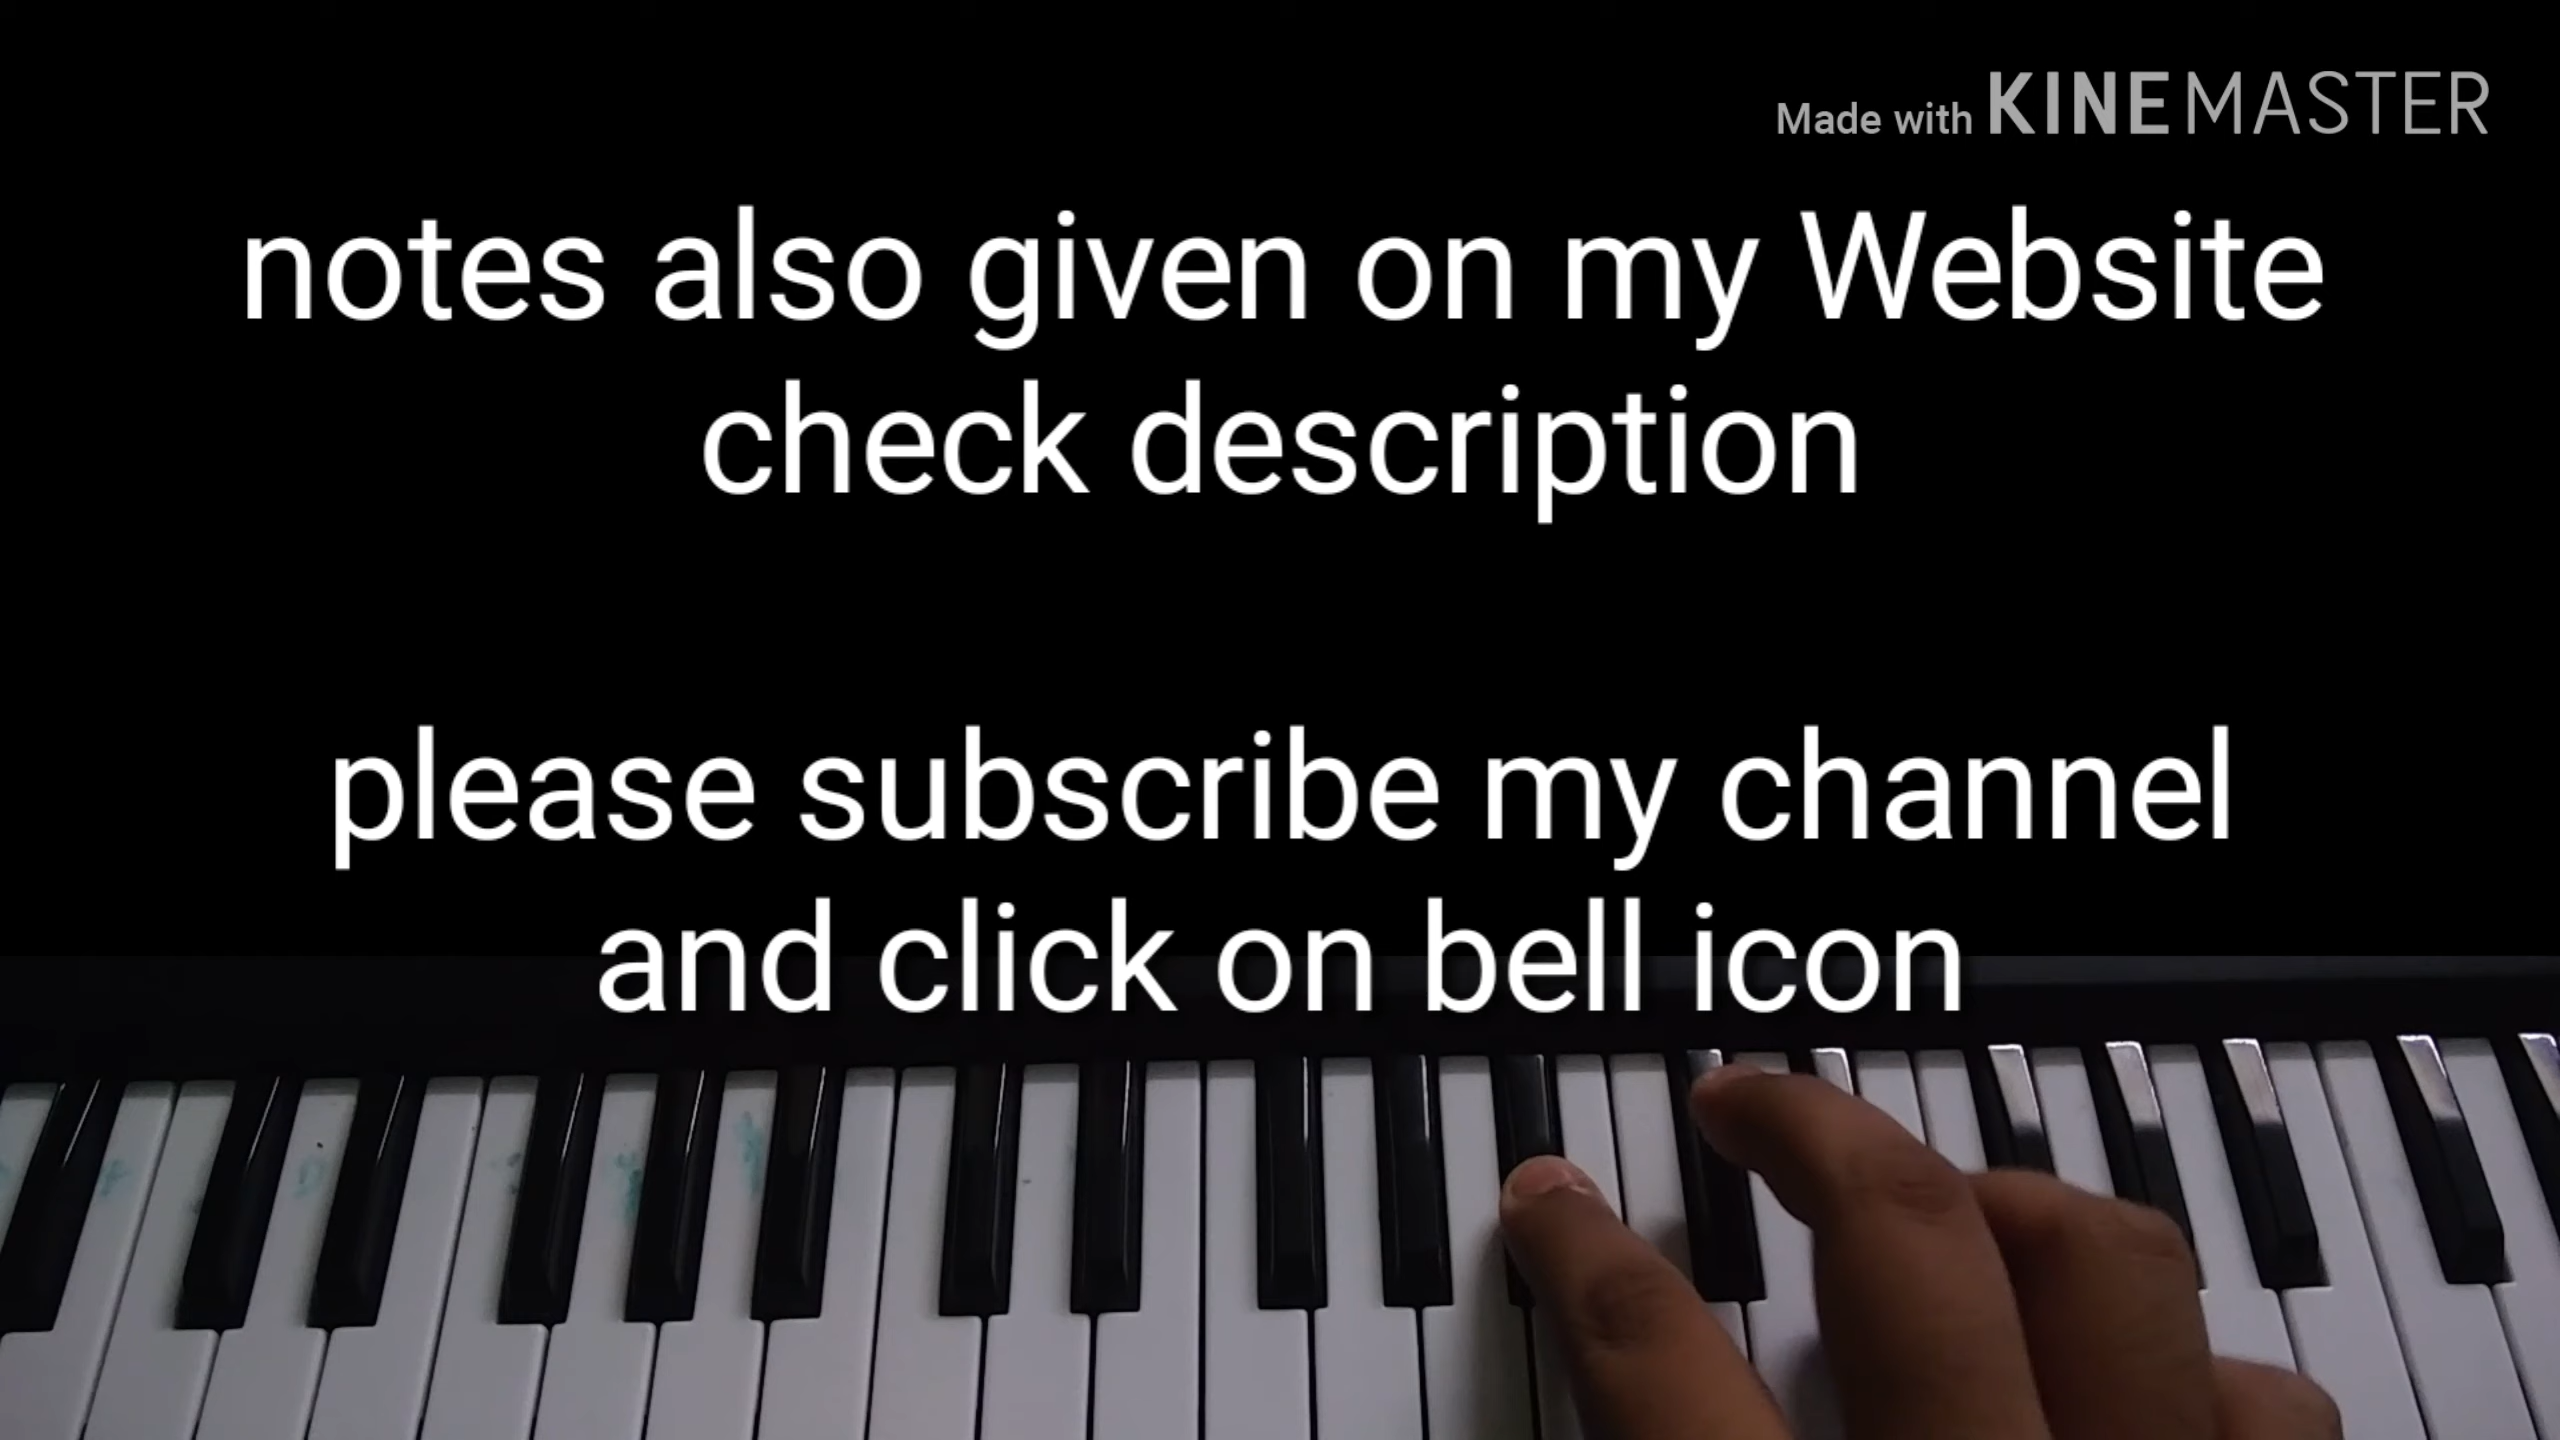 Made with KINEMASTER
notes also given on my Website
check description
please subscribe my channel
and click on bell icon